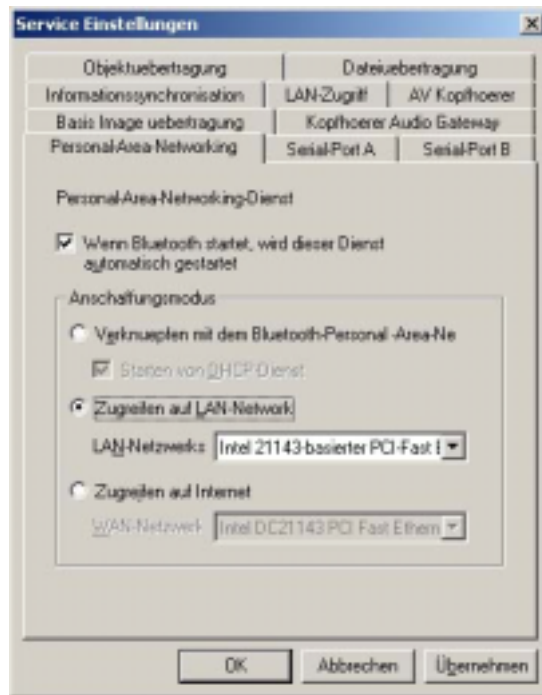 Service Einstellungen
Objektuebertragung Dateiuebertragung
Informationssynchronisation LAN-Zugriff AV Kopfhoerer
Basis Image uebertragung Kopfhoerer Audio Gateway
Personal-Area-Networking Serial-Port A Serial-Port B
Personal-Area-Networking-Dienst
Wenn Bluetooth startet, wird dieser Dienst
automatisch gestartet
Anschaffungsmodus
Verknuepfen mit dem Bluetooth-Personal -Area-Ne
Starten von DHCP-Dienst
Zugreifen auf LAN-Network
LAN-Netzwerks Intel 21143-basierter PCI-Fast E
Zugreifen auf Internet
WAN-Netzwerk Intel DC21143 PCI Fast Ethern
OK Abbrechen Übernehmen